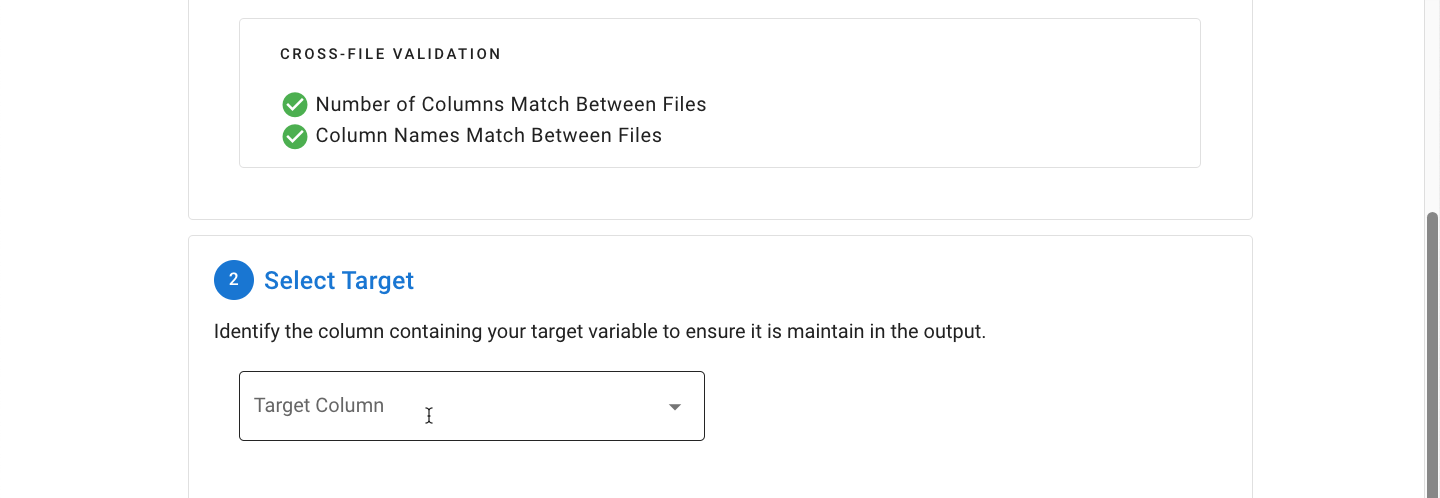 CROSS-FILE VALIDATION
Number of Columns Match Between Files
Column Names Match Between Files
2 Select Target
Identify the column containing your target variable to ensure it is maintain in the output.
Target Column